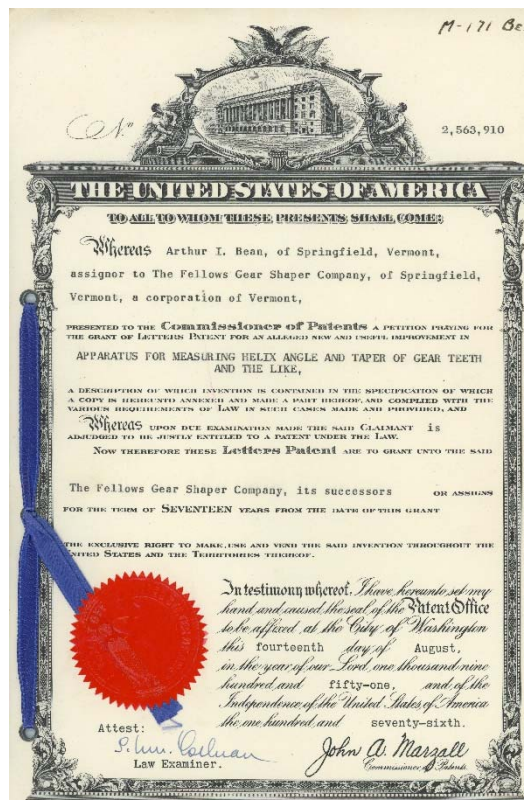 M-171 Be
No
2,563,910
THE UNITED STATES OF AMERICA
TO ALL TO WHOM THESE PRESENTS SHALL COME:
Whereas Arthur I. Bean, of Springfield, Vermont,
assignor to The Fellows Gear Shaper Company, of Springfield,
Vermont, a corporation of Vermont,
PRESENTED TO THE Commissioner of Patents A PETITION PRAYING FOR
THE GRANT OF LETTERS PATENT FOR AN ALLEGED NEW AND USEFUL IMPROVEMENT IN
APPARATUS FOR MEASURING HELIX ANGLE AND TAPER OF GEAR TEETH
AND THE LIKE,
A DESCRIPTION OF WHICH INVENTION IS CONTAINED IN THE SPECIFICATION OF WHICH
A COPY IS HEREUNTO ANNEXED AND MADE A PART HEREOF, AND COMPLIED WITH THE
VARIOUS REQUIREMENTS OF LAW IN SUCH CASES MADE AND PROVIDED, AND
Whereas UPON DUE EXAMINATION MADE THE SAID CLAIMANT is
ADJUDGED TO BE JUSTLY ENTITLED TO A PATENT UNDER THE LAW.
NOW THEREFORE THESE Letters Patent ARE TO GRANT UNTO THE SAID
The Fellows Gear Shaper Company, its successors OR ASSIGNS
FOR THE TERM OF SEVENTEEN YEARS FROM THE DATE OF THIS GRANT
THE EXCLUSIVE RIGHT TO MAKE, USE AND VEND THE SAID INVENTION THROUGHOUT THE
UNITED STATES AND THE TERRITORIES THEREOF.
In testimony whereof, I have hereunto set my
hand and caused the seal of the Patent Office
to be affixed at the City of Washington
this fourteenth day of August,
in the year of our Lord one thousand nine
hundred and fifty-one, and of the
Independence of the United States of America
the one hundred and seventy-sixth.
Attest:
Law Examiner.
John A. Marzall
Commissioner of Patents.